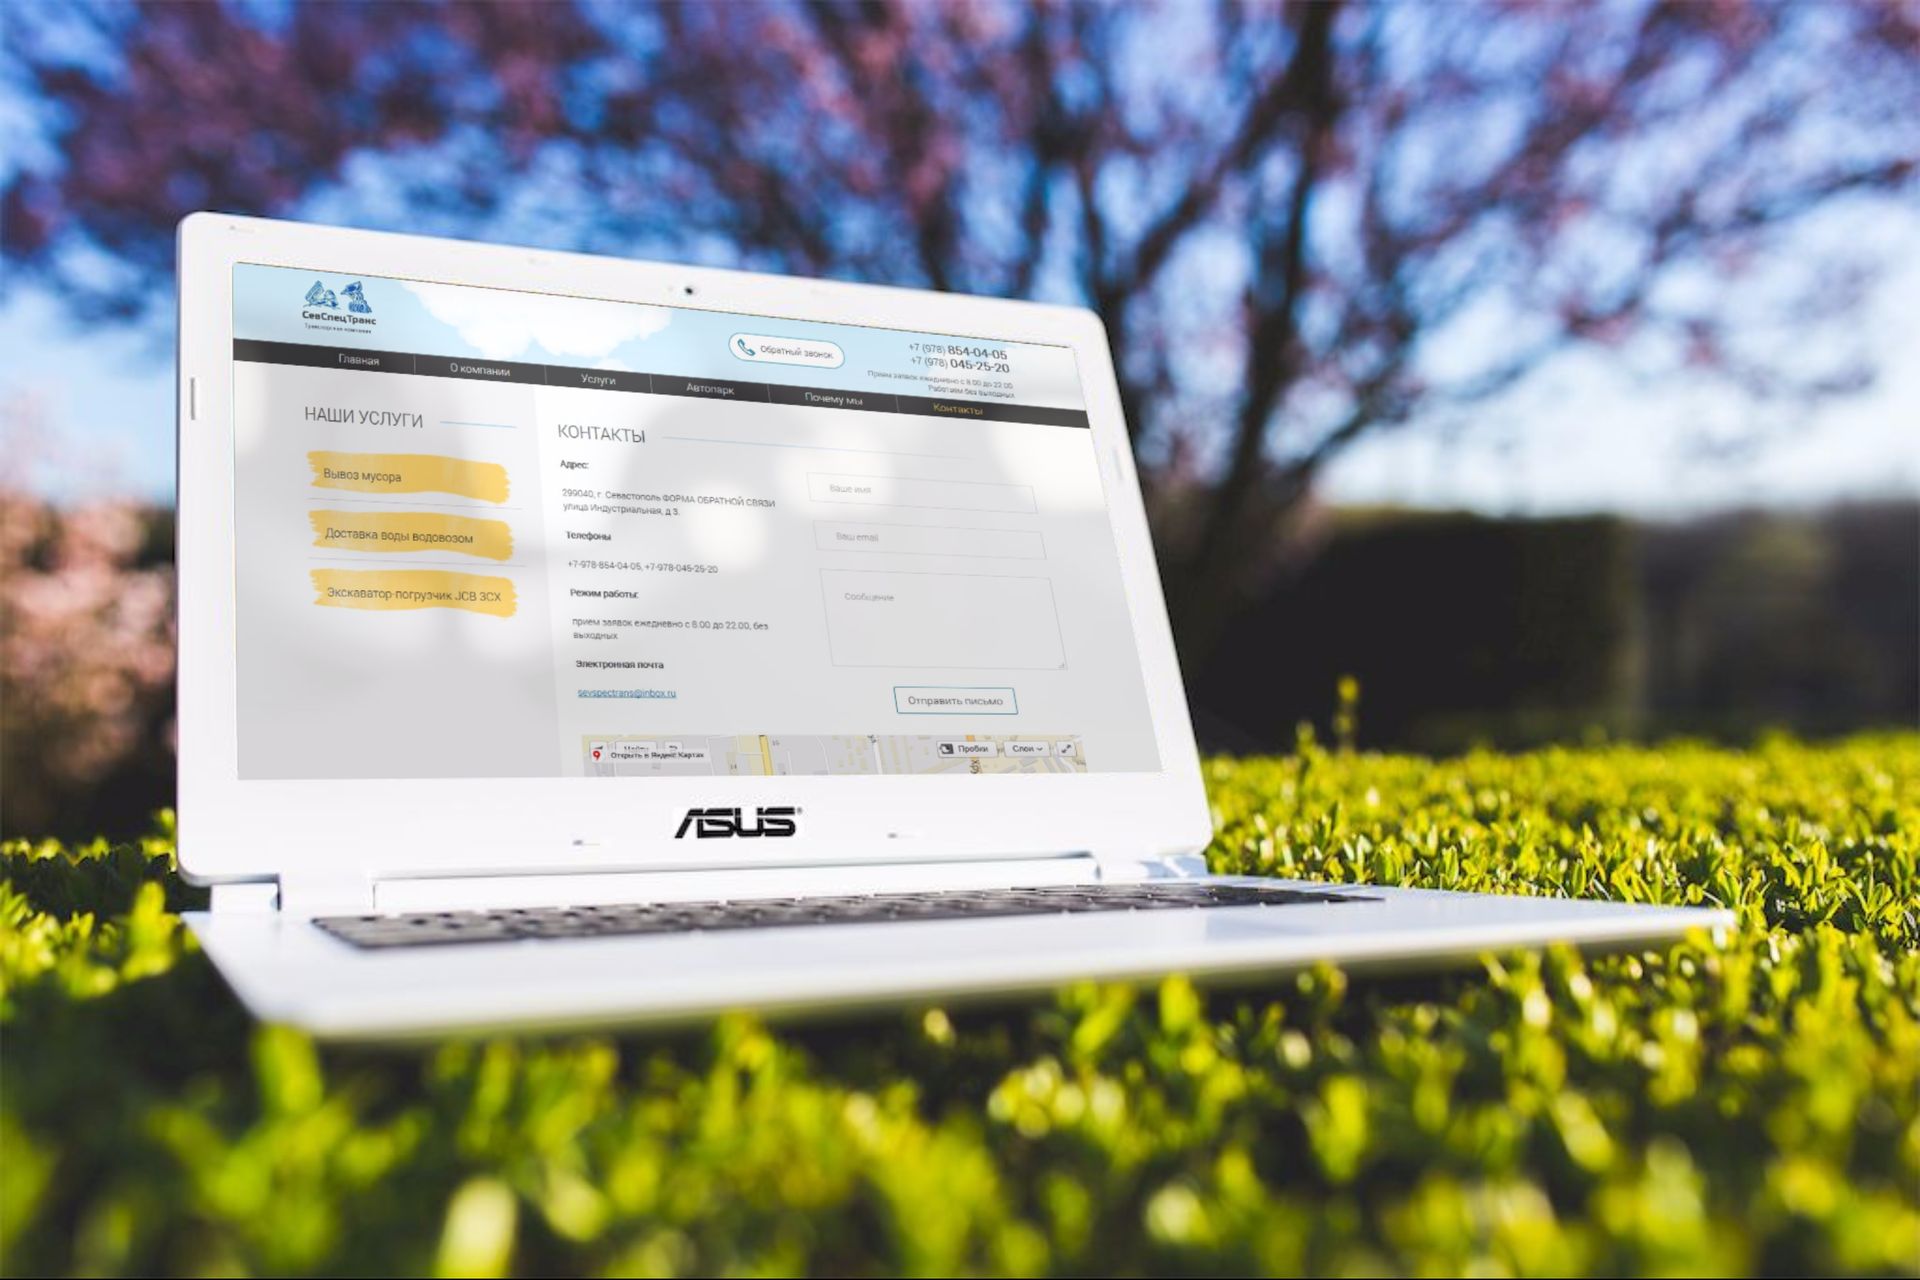 СевСпецТранс
Транспортная компания
Обратный звонок
+7 (978) 854-04-05
+7 (978) 045-25-20
Прием заявок ежедневно с 8:00 до 22:00
Работаем без выходных
Главная
О компании
Услуги
Автопарк
Почему мы
Контакты
НАШИ УСЛУГИ
Вывоз мусора
Доставка воды водовозом
Экскаватор-погрузчик JCB 3CX
КОНТАКТЫ
Адрес:
299040, г. Севастополь ФОРМА ОБРАТНОЙ СВЯЗИ
улица Индустриальная, д 3.
Телефоны
+7-978-854-04-05, +7-978-045-25-20
Режим работы:
прием заявок ежедневно с 8:00 до 22.00, без
выходных
Электронная почта
sevspectrans@inbox.ru
Ваше имя
Ваш email
Сообщение
Отправить письмо
Найти
Открыть в Яндекс.Картах
Пробки
Слои
ASUS